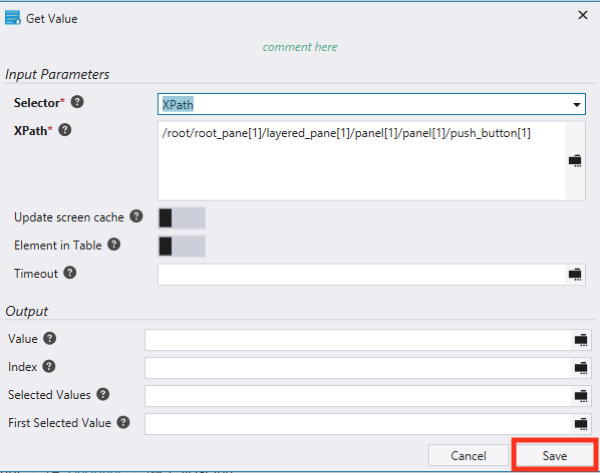 Get Value
comment here
Input Parameters
Selector* XPath
XPath* /root/root_pane[1]/layered_pane[1]/panel[1]/panel[1]/push_button[1]
Update screen cache
Element in Table
Timeout
Output
Value
Index
Selected Values
First Selected Value
Cancel Save